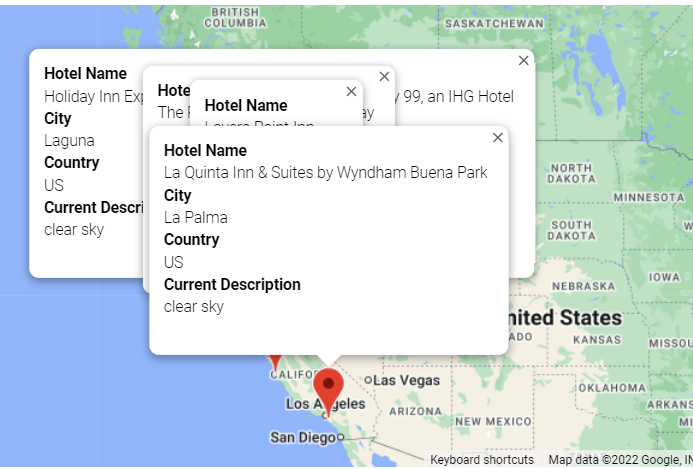 BRITISH
COLUMBIA
SASKATCHEWAN
Hotel Name
Holiday Inn Exp
y 99, an IHG Hotel
City
Laguna
Country
US
Current Descri
clear sky
Hote
The
ay
Hotel Name
Hotel Name
La Quinta Inn & Suites by Wyndham Buena Park
City
La Palma
Country
US
Current Description
clear sky
NORTH
DAKOTA
MINNESOTA
SOUTH
DAKOTA
IOWA
NEBRASKA
nited States
ADO
KANSAS
MISSOU
CALIFO
Las Vegas
OKLAHOMA
Los Angeles
ARIZONA
ARKANS
NEW MEXICO
San Diego
Keyboard shortcuts
Map data ©2022 Google, IN